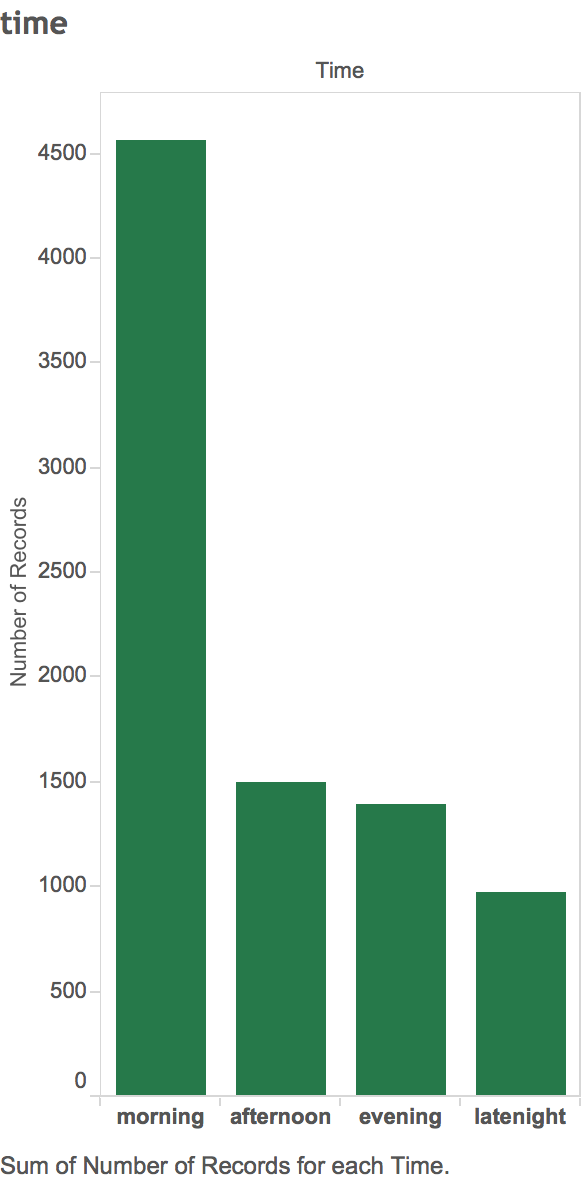 time
Time
4500
4000
3500
3000
2500
2000
1500
1000
500
0
Number of Records
morning afternoon evening latenight
Sum of Number of Records for each Time.